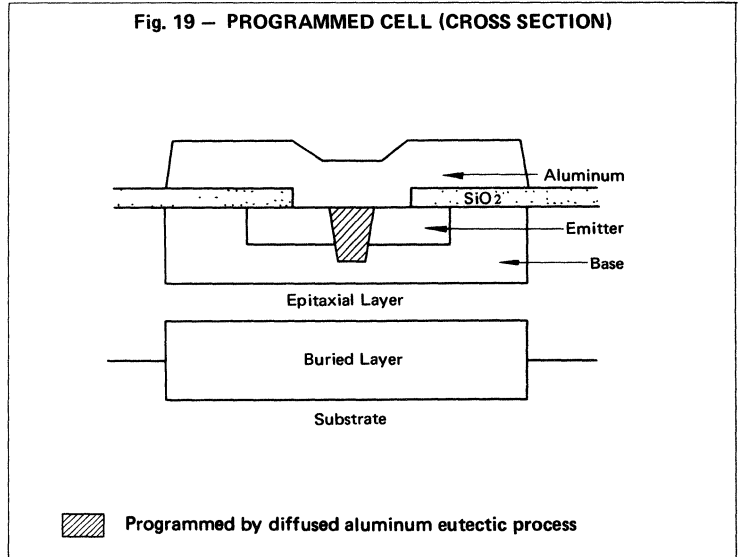 Fig. 19 — PROGRAMMED CELL (CROSS SECTION)
Aluminum
SiO2
Emitter
Base
Epitaxial Layer
Buried Layer
Substrate
Programmed by diffused aluminum eutectic process